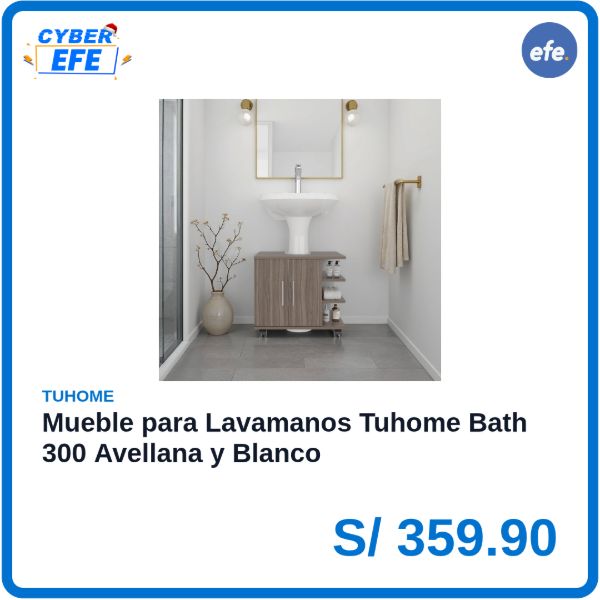 CYBER
EFE
efe.
TUHOME
Mueble para Lavamanos Tuhome Bath
300 Avellana y Blanco
S/ 359.90